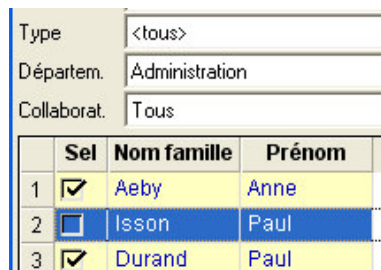 Type <tous>
Départem. Administration
Collaborat. Tous
Sel Nom famille Prénom
1 Aeby Anne
2 Isson Paul
3 Durand Paul